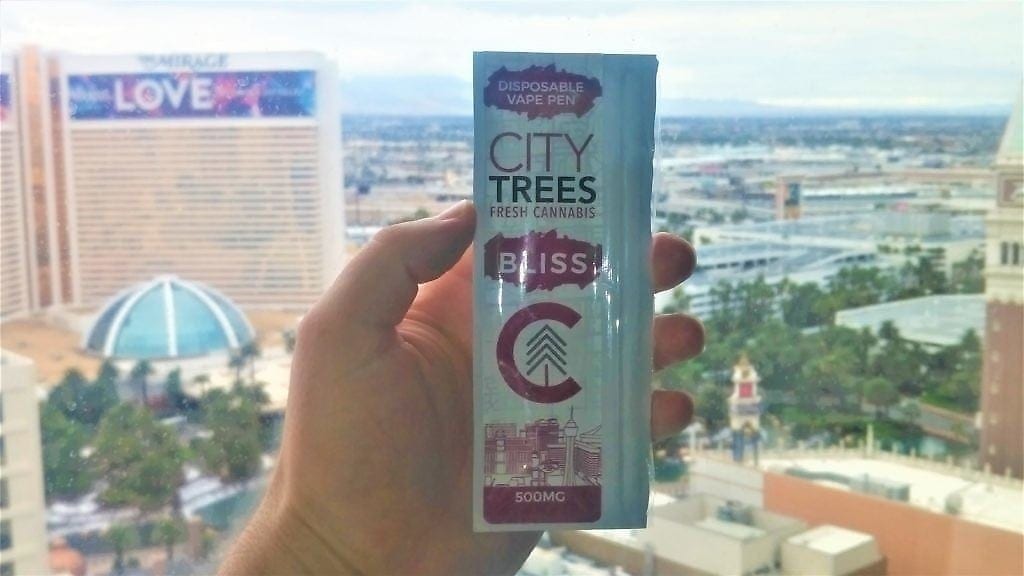 MIRAGE
LOVE
DISPOSABLE
VAPE PEN
CITY
TREES
FRESH CANNABIS
BLISS
C
500MG